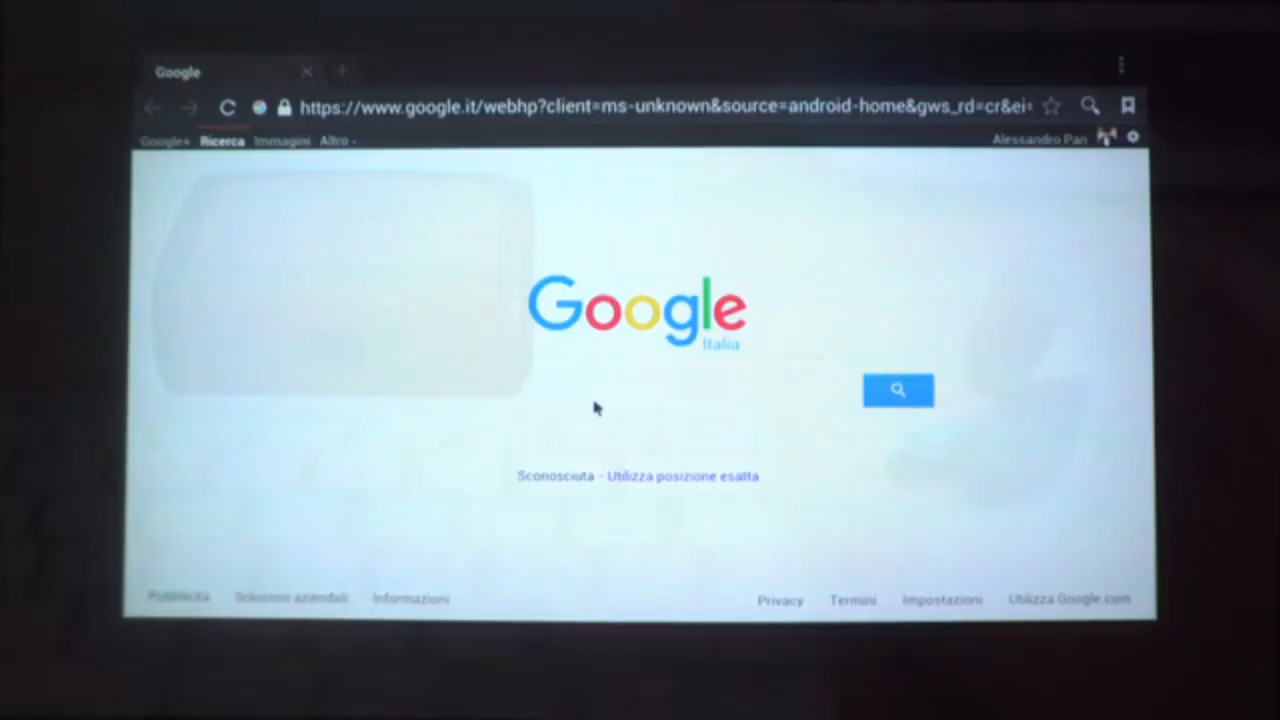 Google
https://www.google.it/webhp?client=ms-unknown&source=android-home&gws_rd=cr&ei
Google+ Ricerca Immagini Altro
Alessandro Pan
Google
Italia
Sconosciuta - Utilizza posizione esatta
Pubblicità Soluzioni aziendali Informazioni
Privacy Termini Impostazioni Utilizza Google.com